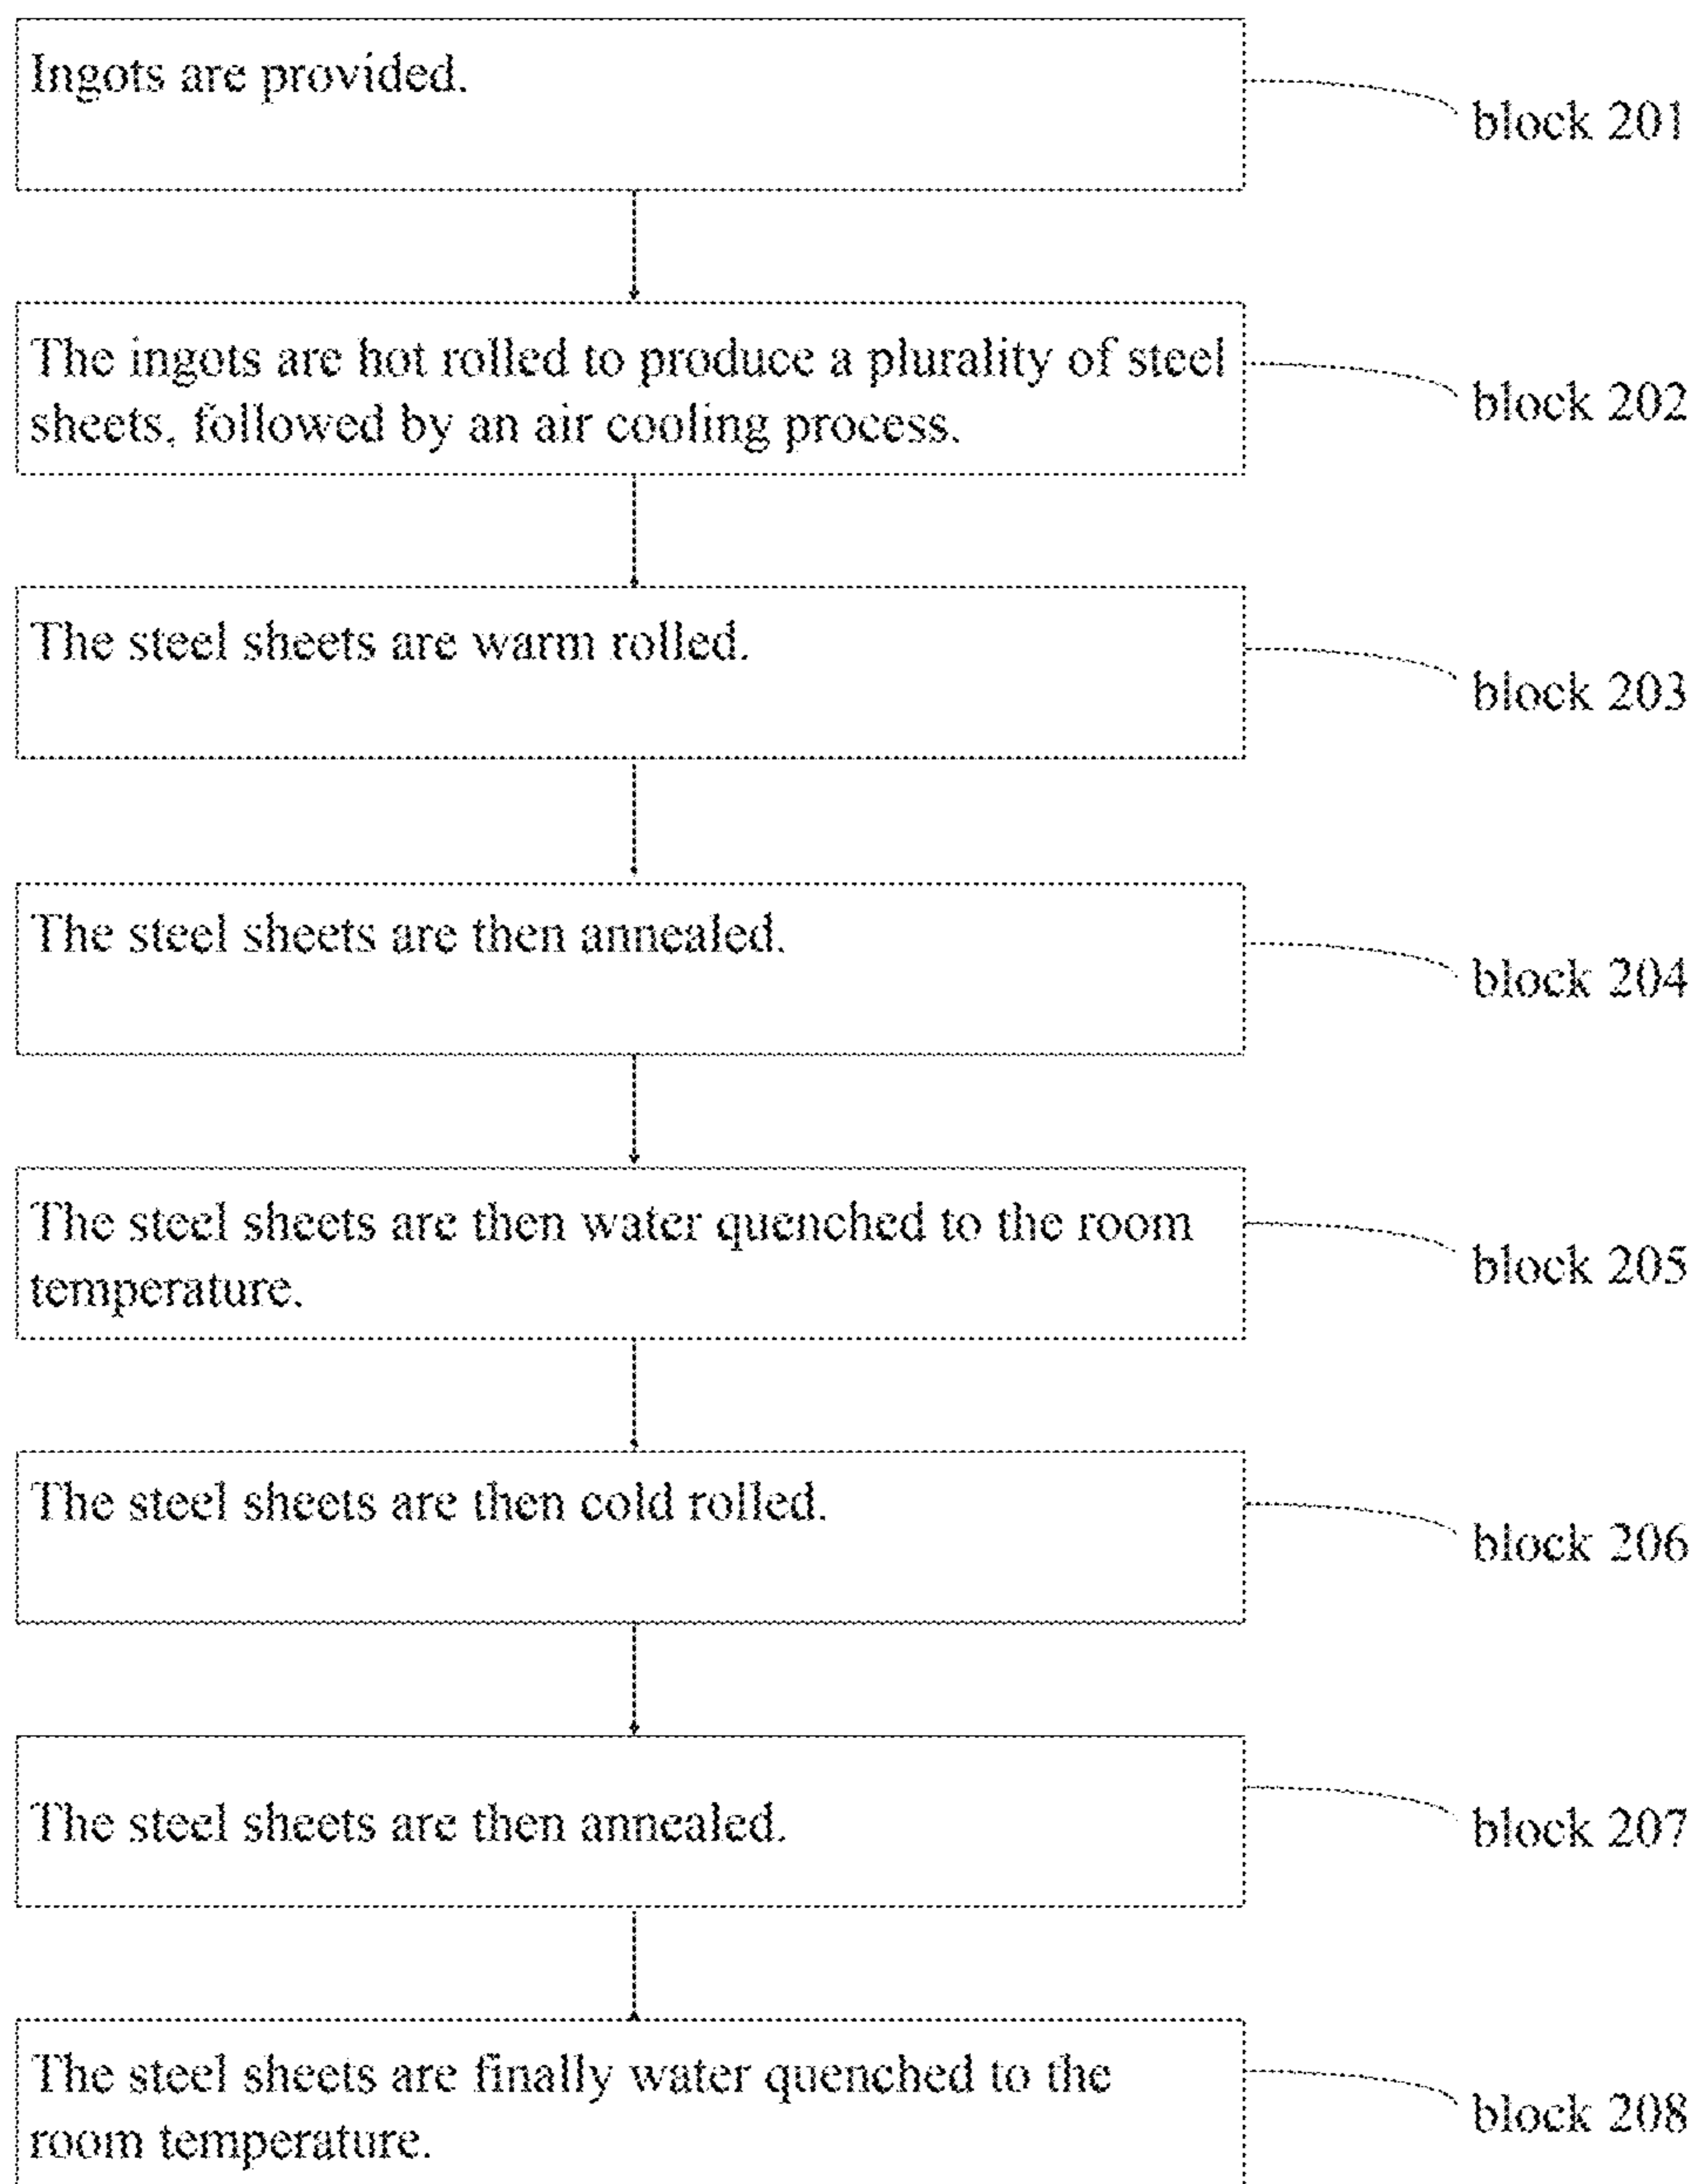 Ingots are provided.
block 201
The ingots are hot rolled to produce a plurality of steel
sheets, followed by an air cooling process.
block 202
The steel sheets are warm rolled.
block 203
The steel sheets are then annealed.
block 204
The steel sheets are then water quenched to the room
temperature.
block 205
The steel sheets are then cold rolled.
block 206
The steel sheets are then annealed.
block 207
The steel sheets are finally water quenched to the
room temperature.
block 208